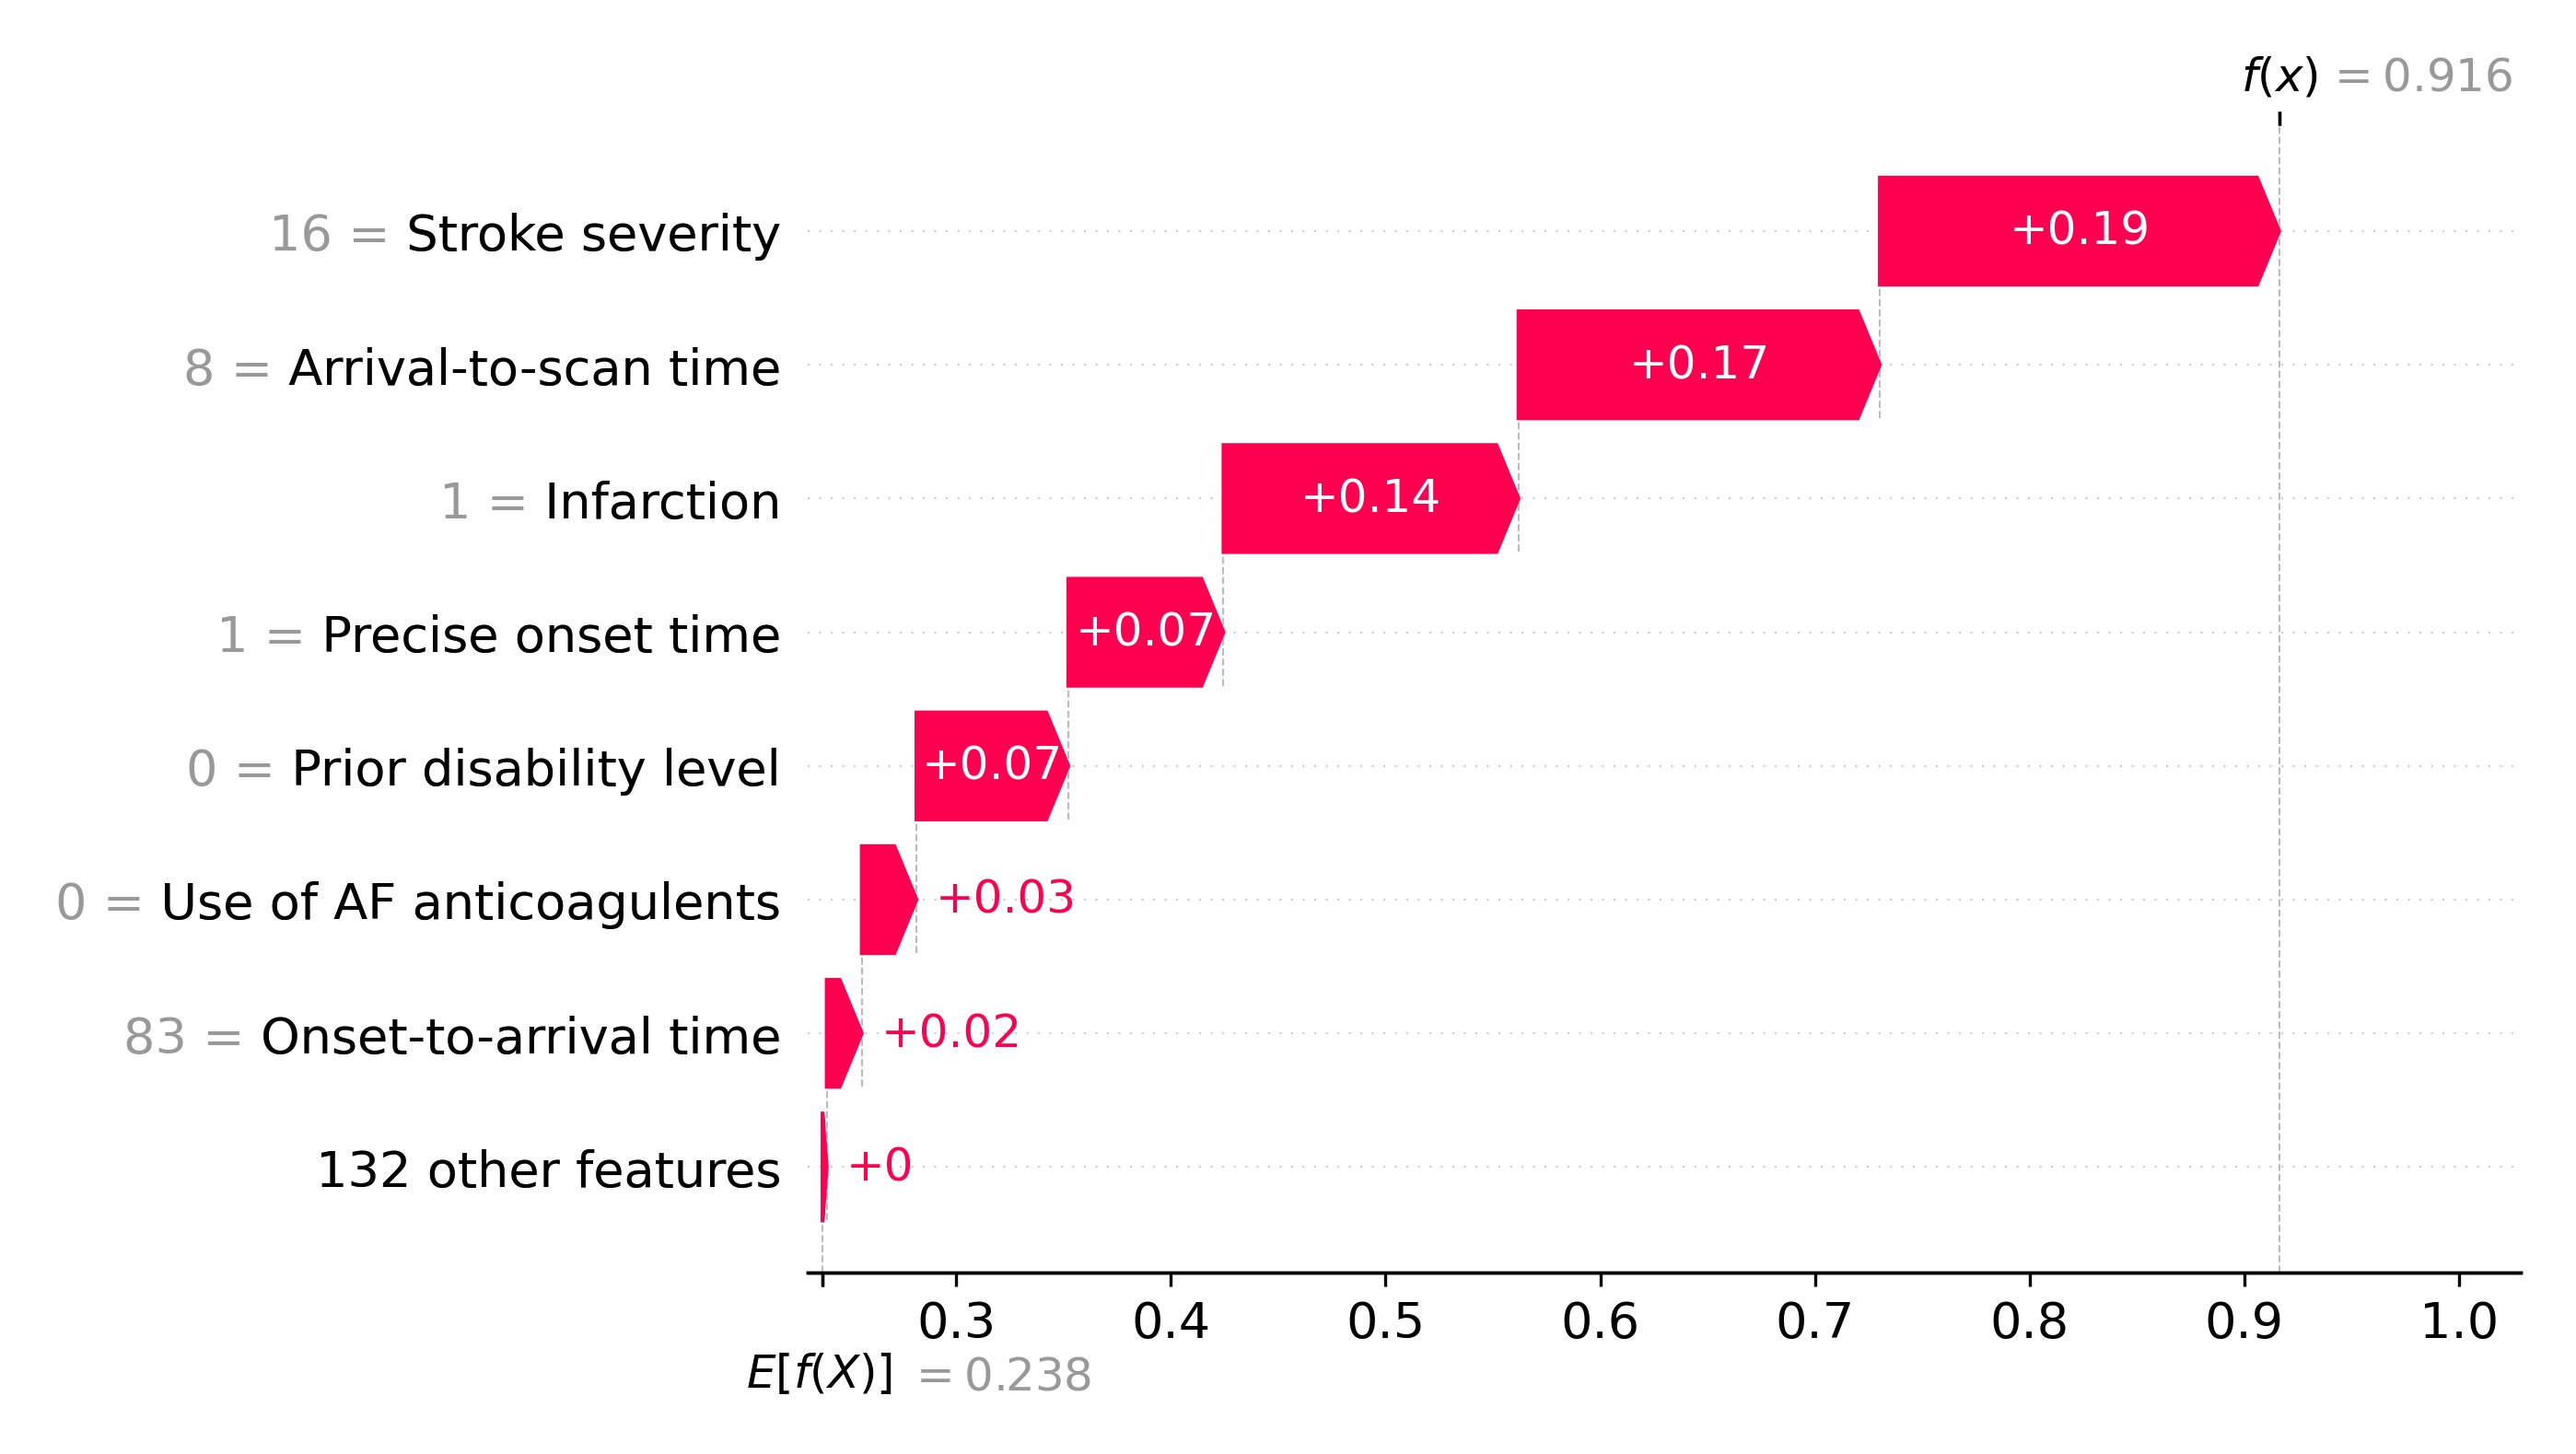 f(x) = 0.916
16 = Stroke severity +0.19
8 = Arrival-to-scan time +0.17
1 = Infarction +0.14
1 = Precise onset time +0.07
0 = Prior disability level +0.07
0 = Use of AF anticoagulents +0.03
83 = Onset-to-arrival time +0.02
132 other features +0
0.3 0.4 0.5 0.6 0.7 0.8 0.9 1.0
E[f(X)] = 0.238